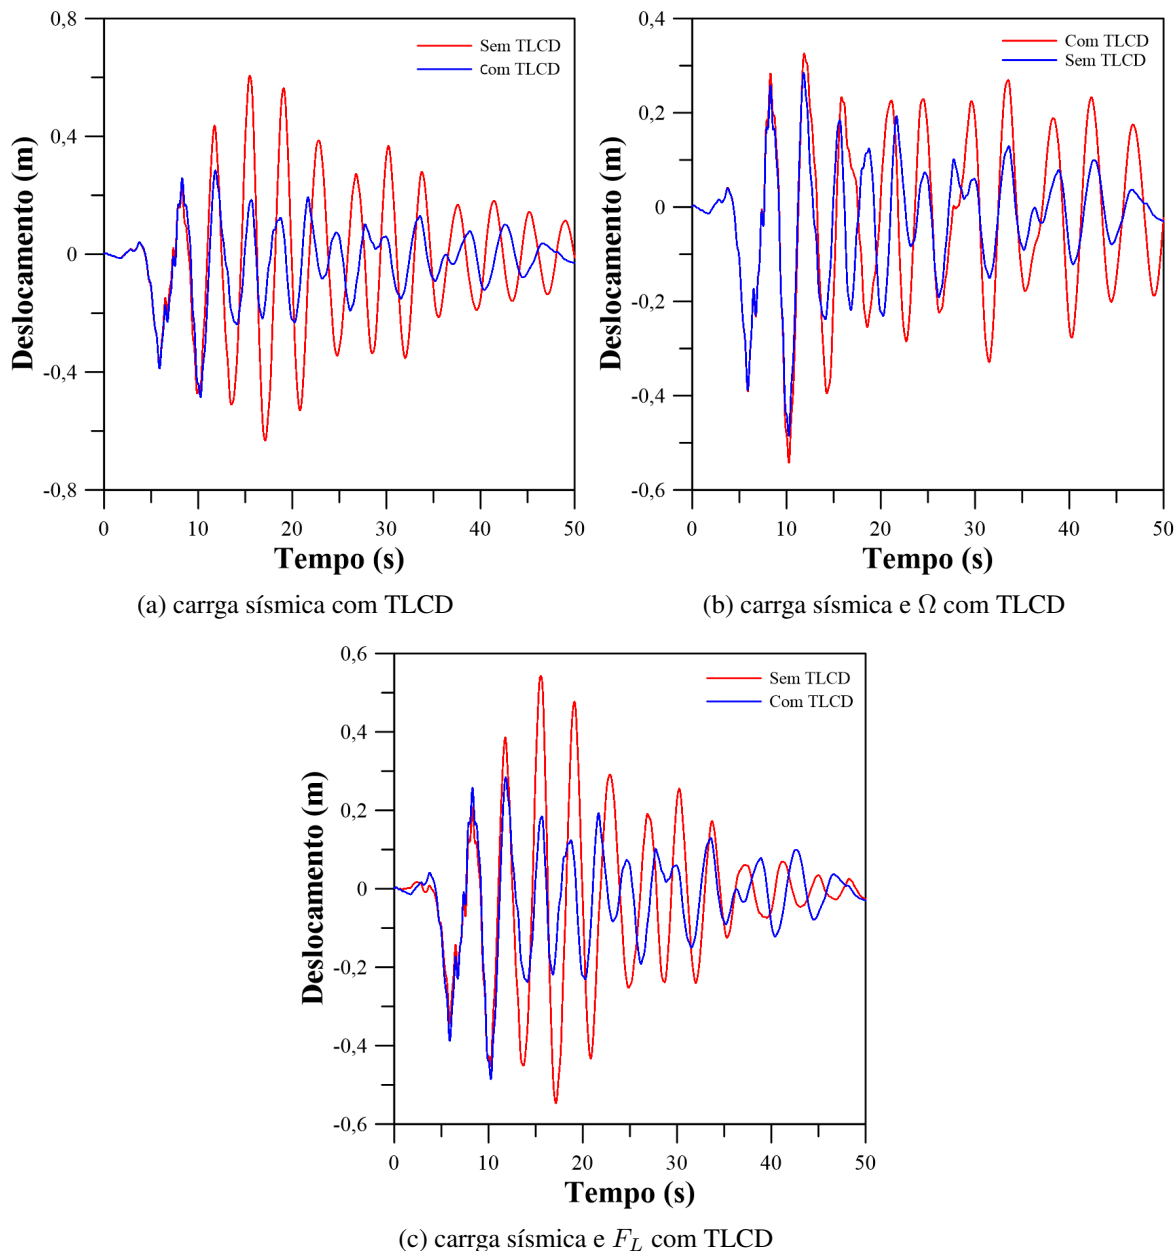 0,8
0,4
0
-0,4
-0,8
Deslocamento (m)
Sem TLCD
com TLCD
0 10 20 30 40 50
Tempo (s)
(a) carrga sísmica com TLCD
0,4
0,2
0
-0,2
-0,4
-0,6
Deslocamento (m)
Com TLCD
Sem TLCD
0 10 20 30 40 50
Tempo (s)
(b) carrga sísmica e Ω com TLCD
0,6
0,4
0,2
0
-0,2
-0,4
-0,6
Deslocamento (m)
Sem TLCD
Com TLCD
0 10 20 30 40 50
Tempo (s)
(c) carrga sísmica e F_L com TLCD